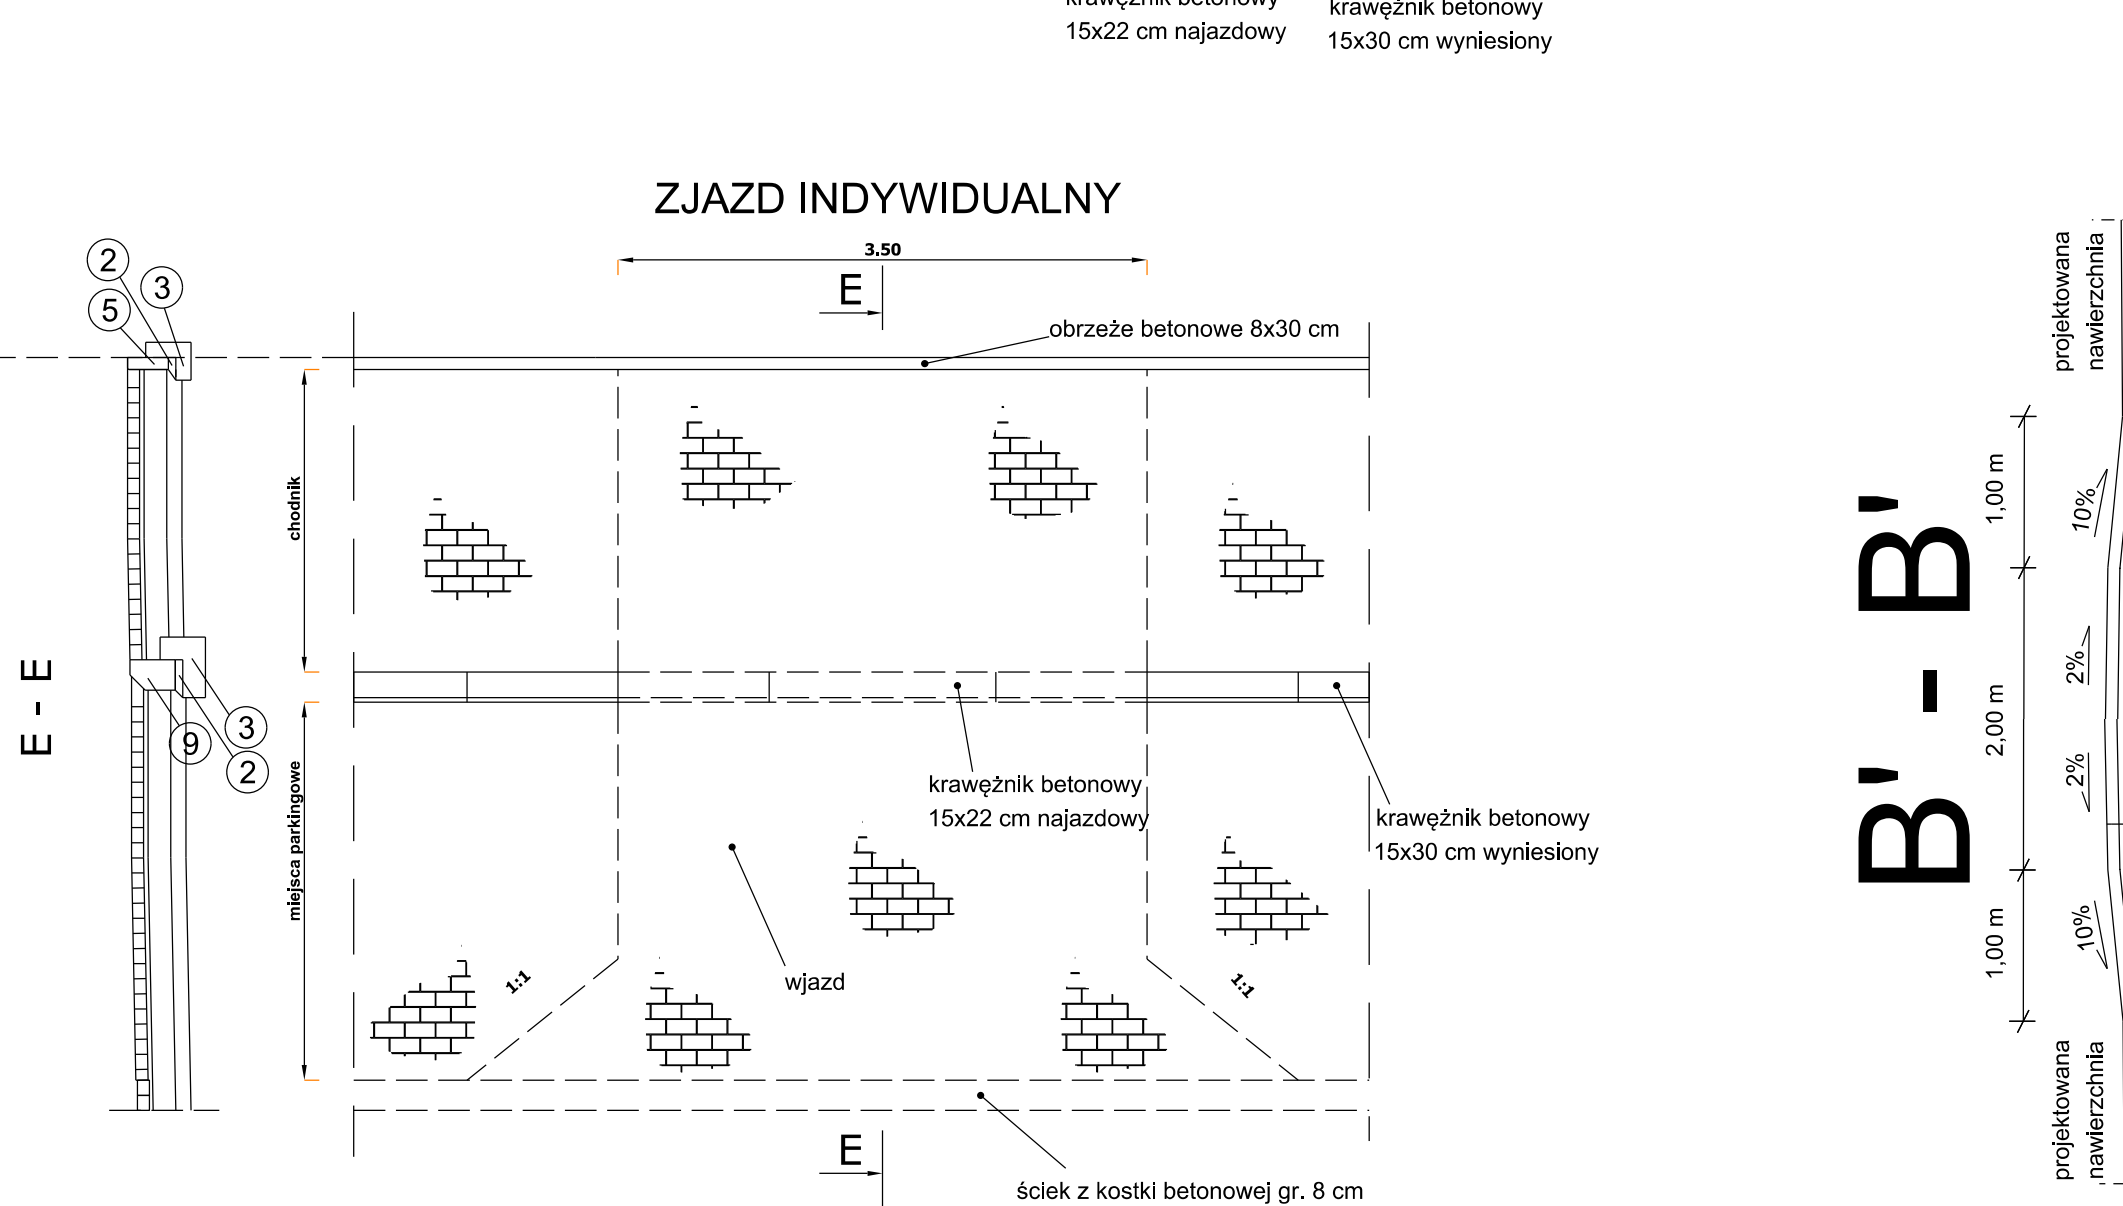 krawężnik betonowy
15x22 cm najazdowy
krawężnik betonowy
15x30 cm wyniesiony
ZJAZD INDYWIDUALNY
3.50
E
obrzeże betonowe 8x30 cm
2
3
5
chodnik
E - E
9
3
2
miejsca parkingowe
krawężnik betonowy
15x22 cm najazdowy
krawężnik betonowy
15x30 cm wyniesiony
wjazd
1:1
1:1
E
ściek z kostki betonowej gr. 8 cm
B' - B'
projektowana
nawierzchnia
1,00 m
10%
2%
2,00 m
2%
1,00 m
10%
projektowana
nawierzchnia